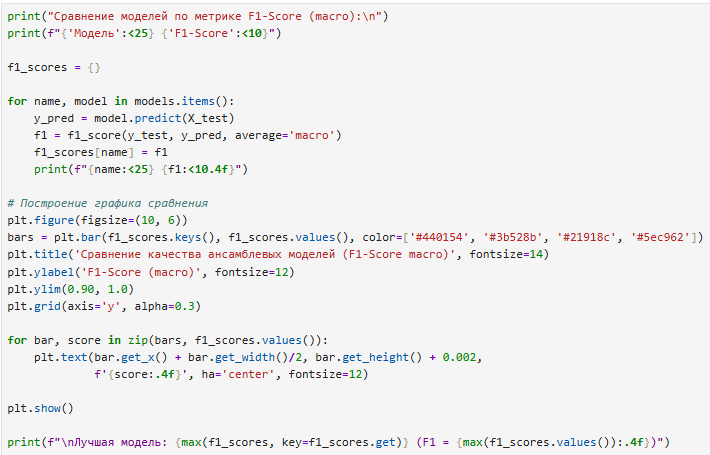 print("Сравнение моделей по метрике F1-Score (macro):\n")
print(f"{'Модель':<25} {'F1-Score':<10}")
f1_scores = {}
for name, model in models.items():
    y_pred = model.predict(X_test)
    f1 = f1_score(y_test, y_pred, average='macro')
    f1_scores[name] = f1
    print(f"{name:<25} {f1:<10.4f}")
# Построение графика сравнения
plt.figure(figsize=(10, 6))
bars = plt.bar(f1_scores.keys(), f1_scores.values(), color=['#440154', '#3b528b', '#21918c', '#5ec962'])
plt.title('Сравнение качества ансамблевых моделей (F1-Score macro)', fontsize=14)
plt.ylabel('F1-Score (macro)', fontsize=12)
plt.ylim(0.90, 1.0)
plt.grid(axis='y', alpha=0.3)
for bar, score in zip(bars, f1_scores.values()):
    plt.text(bar.get_x() + bar.get_width()/2, bar.get_height() + 0.002,
             f'{score:.4f}', ha='center', fontsize=12)
plt.show()
print(f"\nЛучшая модель: {max(f1_scores, key=f1_scores.get)} (F1 = {max(f1_scores.values()):.4f})")